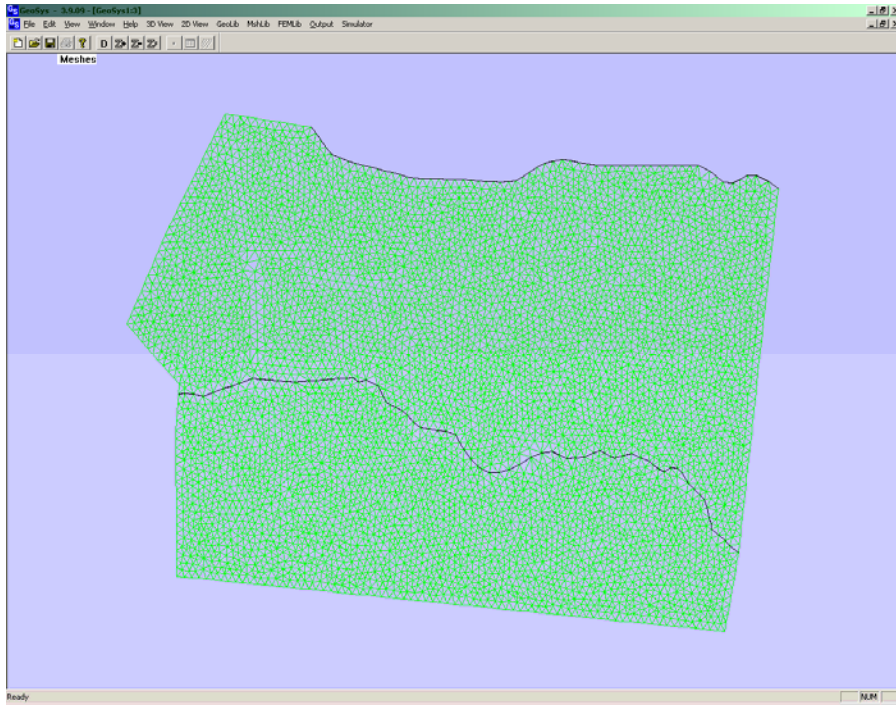 GeoSys - 3.9.09 - [GeoSys1:3]
File Edit View Window Help 3D View 2D View GeoLib MshLib FEMLib Output Simulator
D
Meshes
Ready
NUM